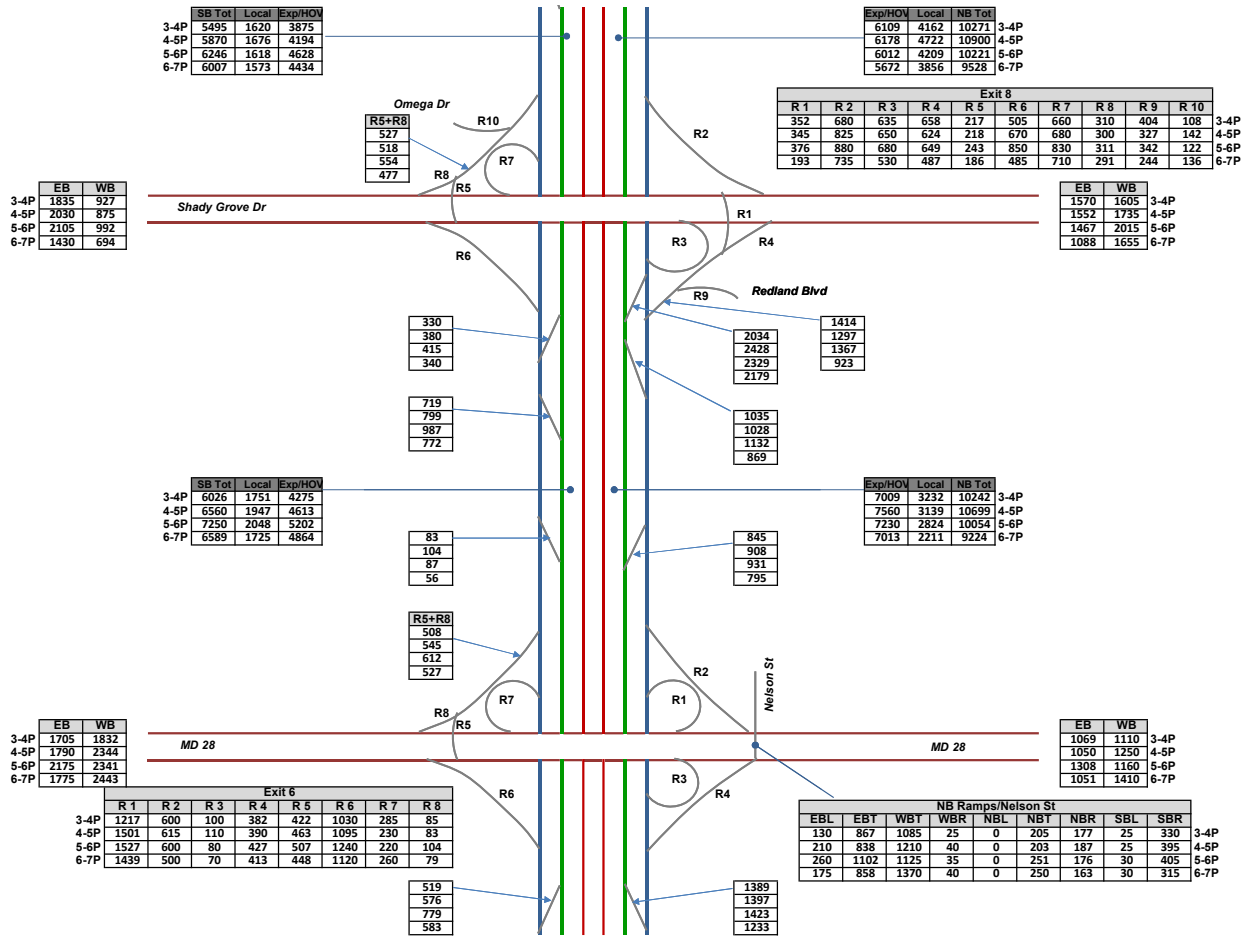 SB Tot Local Exp/HOV
3-4P 5495 1620 3875
4-5P 5870 1676 4194
5-6P 6246 1618 4628
6-7P 6007 1573 4434
Exp/HOV Local NB Tot
6109 4162 10271 3-4P
6178 4722 10900 4-5P
6012 4209 10221 5-6P
5672 3856 9528 6-7P
Exit 8
R 1 R 2 R 3 R 4 R 5 R 6 R 7 R 8 R 9 R 10
352 680 635 658 217 505 660 310 404 108 3-4P
345 825 650 624 218 670 680 300 327 142 4-5P
376 880 680 649 243 850 830 311 342 122 5-6P
193 735 530 487 186 485 710 291 244 136 6-7P
Omega Dr
R10
R5+R8
527
518
554
477
R7
R8
R5
R2
EB WB
3-4P 1835 927
4-5P 2030 875
5-6P 2105 992
6-7P 1430 694
Shady Grove Dr
EB WB
1570 1605 3-4P
1552 1735 4-5P
1467 2015 5-6P
1088 1655 6-7P
R1
R3
R4
R6
R9
Redland Blvd
330
380
415
340
2034
2428
2329
2179
1414
1297
1367
923
719
799
987
772
1035
1028
1132
869
SB Tot Local Exp/HOV
3-4P 6026 1751 4275
4-5P 6560 1947 4613
5-6P 7250 2048 5202
6-7P 6589 1725 4864
Exp/HOV Local NB Tot
7009 3232 10242 3-4P
7560 3139 10699 4-5P
7230 2824 10054 5-6P
7013 2211 9224 6-7P
83
104
87
56
845
908
931
795
R5+R8
508
545
612
527
R7
R8
R5
R2
R1
Nelson St
EB WB
3-4P 1705 1832
4-5P 1790 2344
5-6P 2175 2341
6-7P 1775 2443
MD 28
MD 28
EB WB
1069 1110 3-4P
1050 1250 4-5P
1308 1160 5-6P
1051 1410 6-7P
R6
R3
R4
Exit 6
R 1 R 2 R 3 R 4 R 5 R 6 R 7 R 8
3-4P 1217 600 100 382 422 1030 285 85
4-5P 1501 615 110 390 463 1095 230 83
5-6P 1527 600 80 427 507 1240 220 104
6-7P 1439 500 70 413 448 1120 260 79
NB Ramps/Nelson St
EBL EBT WBT WBR NBL NBT NBR SBL SBR
130 867 1085 25 0 205 177 25 330 3-4P
210 838 1210 40 0 203 187 25 395 4-5P
260 1102 1125 35 0 251 176 30 405 5-6P
175 858 1370 40 0 250 163 30 315 6-7P
519
576
779
583
1389
1397
1423
1233